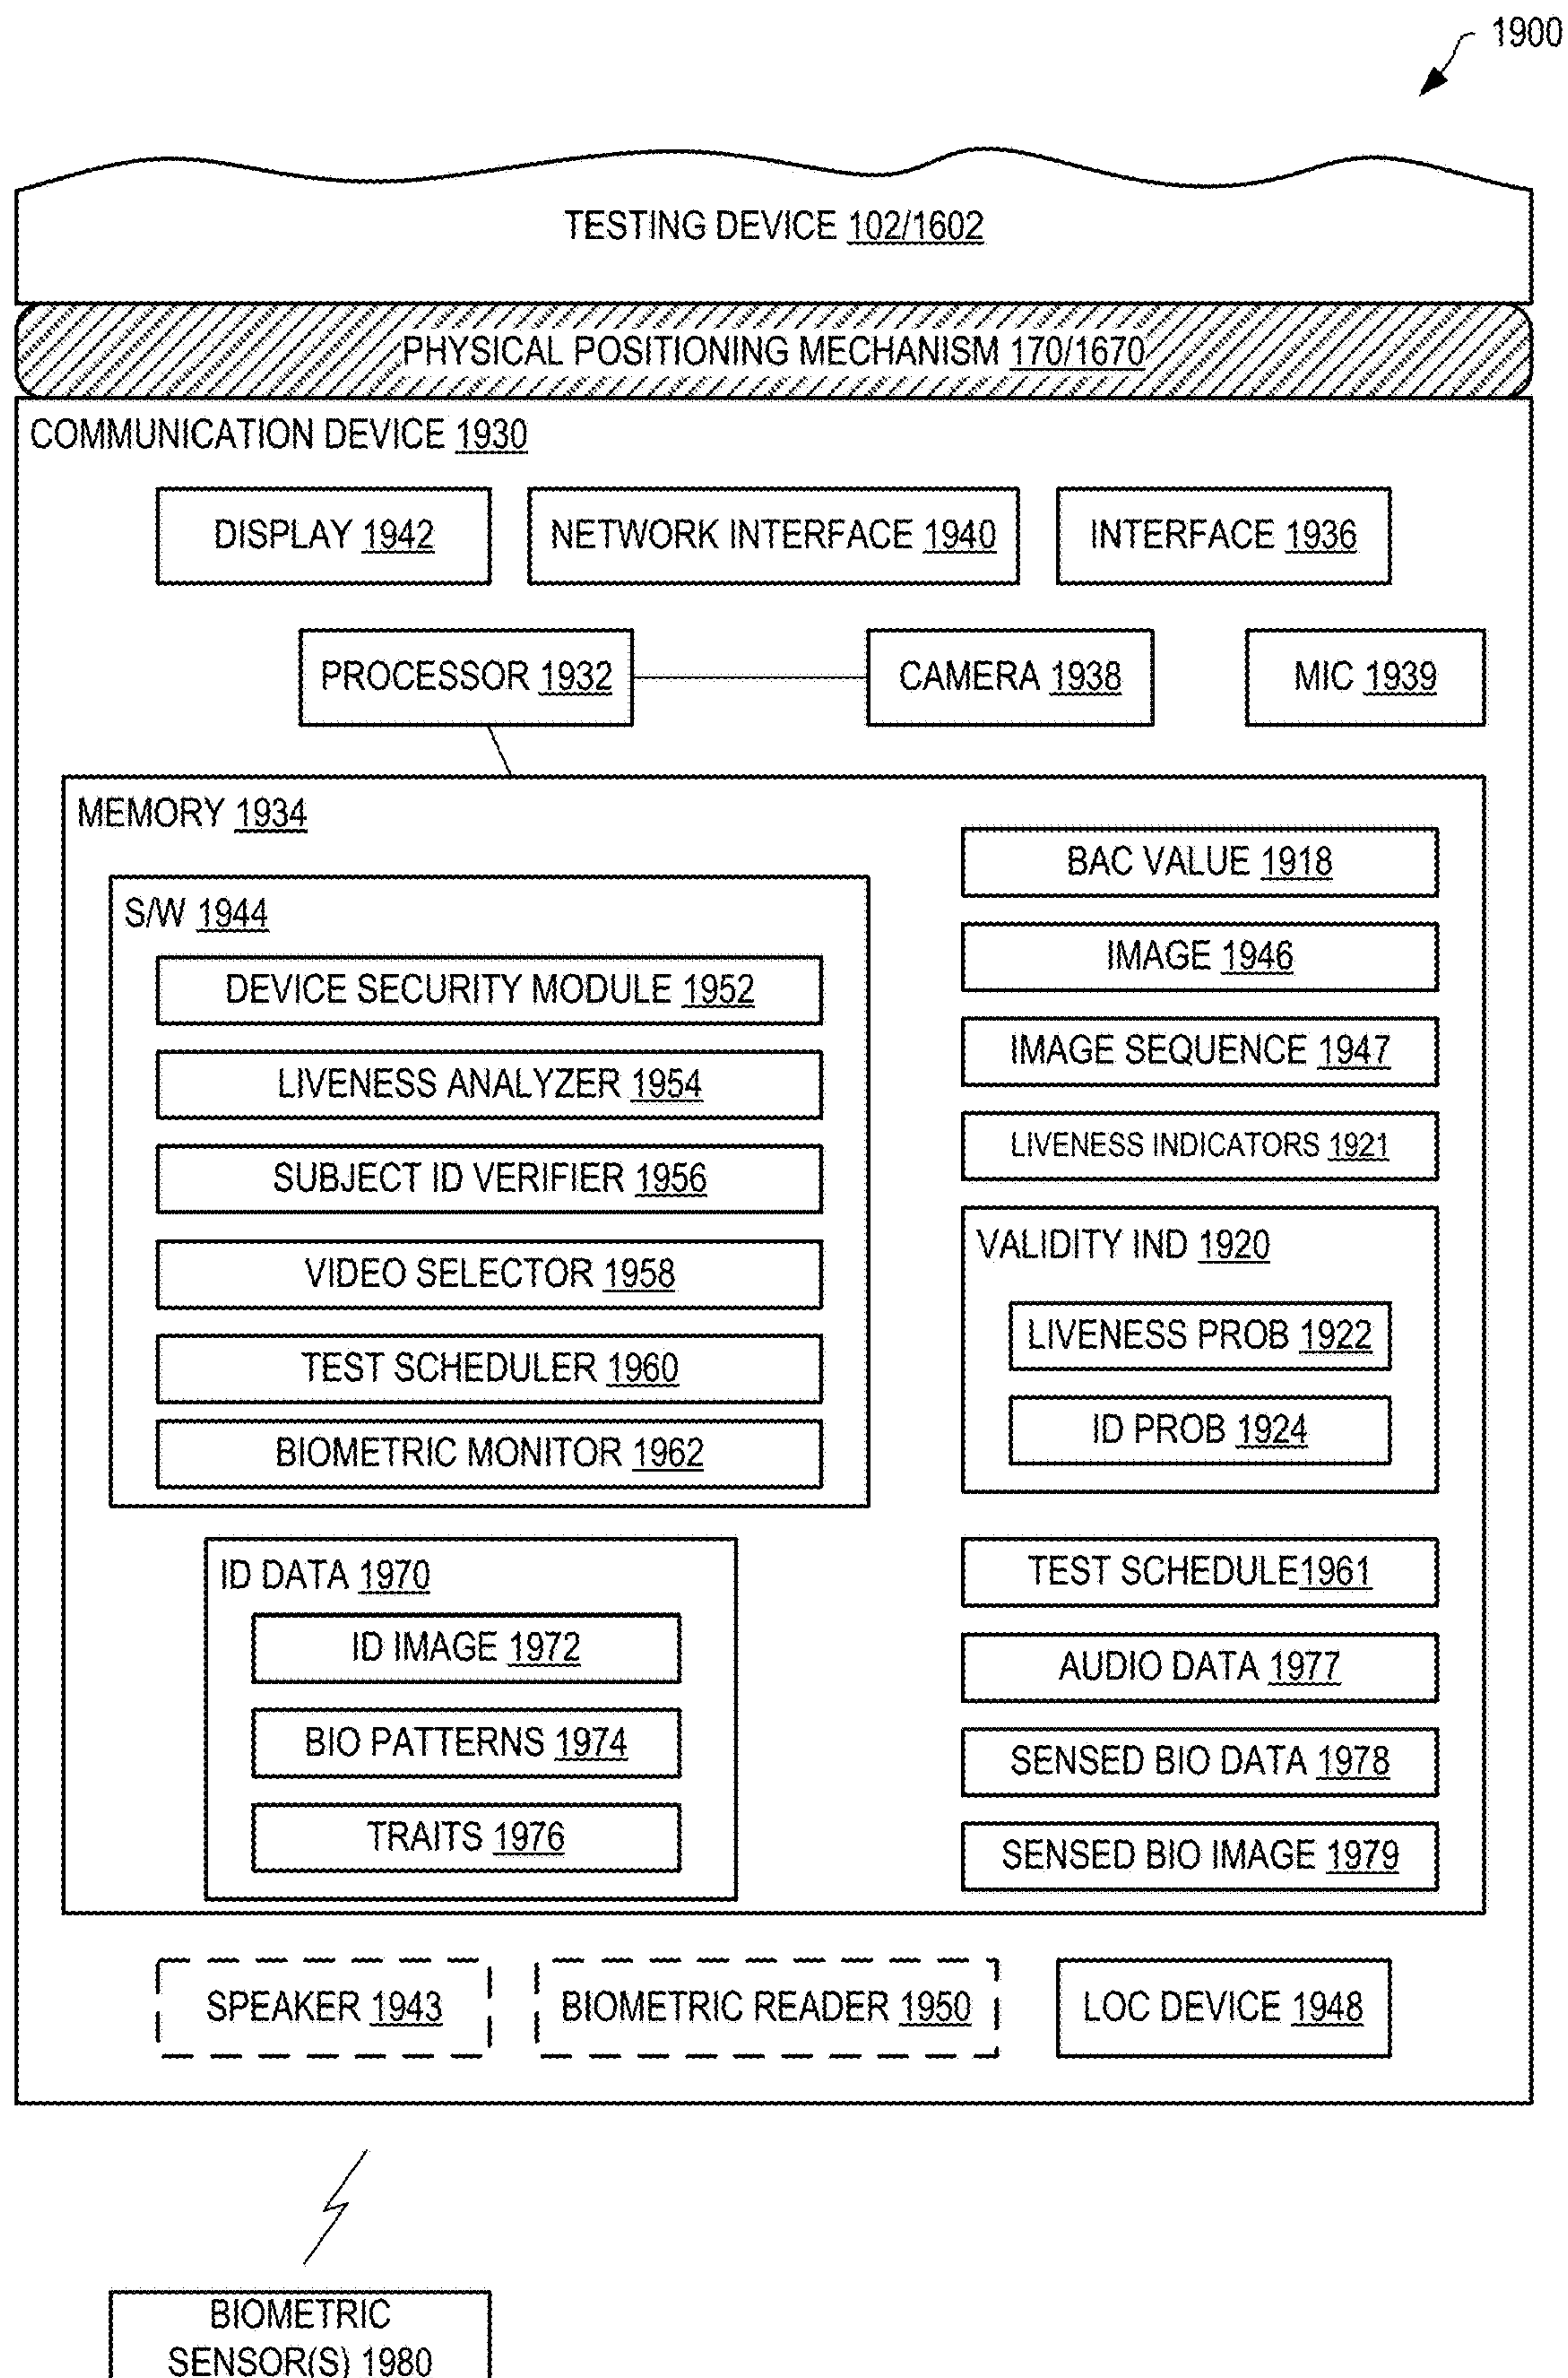 1900
TESTING DEVICE 102/1602
PHYSICAL POSITIONING MECHANISM 170/1670
COMMUNICATION DEVICE 1930
DISPLAY 1942
NETWORK INTERFACE 1940
INTERFACE 1936
PROCESSOR 1932
CAMERA 1938
MIC 1939
MEMORY 1934
S/W 1944
DEVICE SECURITY MODULE 1952
LIVENESS ANALYZER 1954
SUBJECT ID VERIFIER 1956
VIDEO SELECTOR 1958
TEST SCHEDULER 1960
BIOMETRIC MONITOR 1962
BAC VALUE 1918
IMAGE 1946
IMAGE SEQUENCE 1947
LIVENESS INDICATORS 1921
VALIDITY IND 1920
LIVENESS PROB 1922
ID PROB 1924
ID DATA 1970
ID IMAGE 1972
BIO PATTERNS 1974
TRAITS 1976
TEST SCHEDULE1961
AUDIO DATA 1977
SENSED BIO DATA 1978
SENSED BIO IMAGE 1979
SPEAKER 1943
BIOMETRIC READER 1950
LOC DEVICE 1948
BIOMETRIC
SENSOR(S) 1980